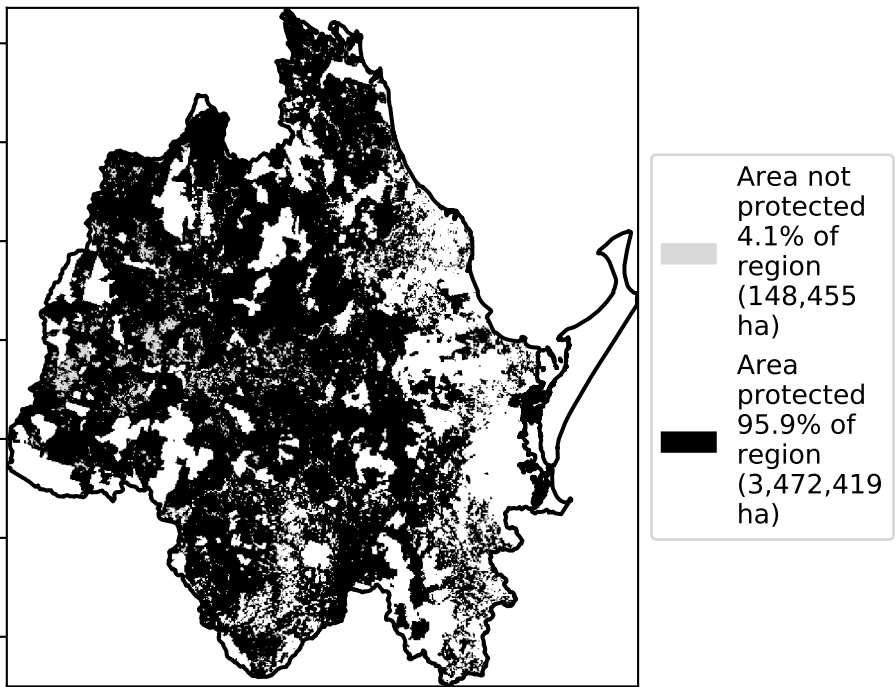 Area not
protected
4.1% of
region
(148,455
ha)
Area
protected
95.9% of
region
(3,472,419
ha)